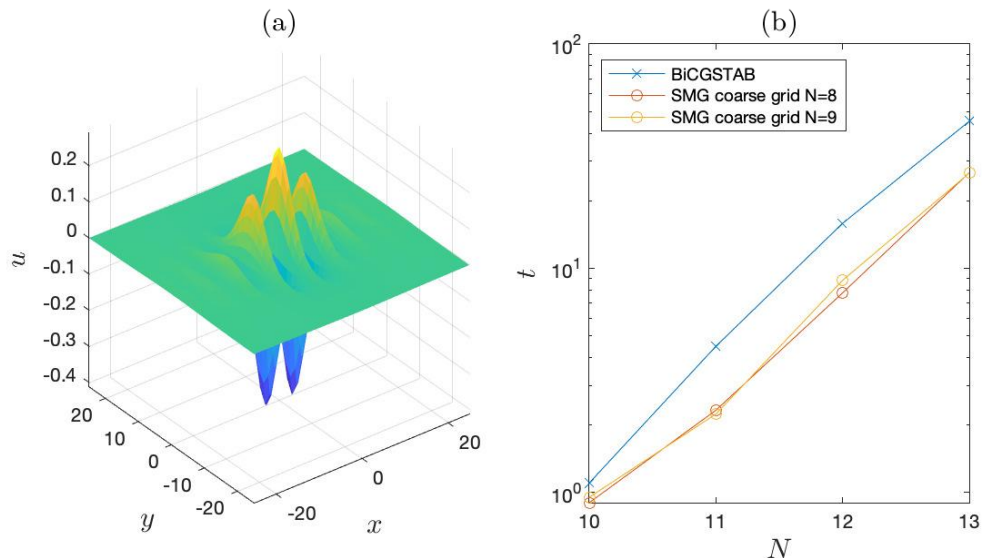 (a)
0.2
0.1
0
-0.1
-0.2
-0.3
-0.4
u
20
10
0
-10
-20
y
-20
0
20
x
(b)
10^2
10^1
10^0
t
BiCGSTAB
SMG coarse grid N=8
SMG coarse grid N=9
10
11
12
13
N